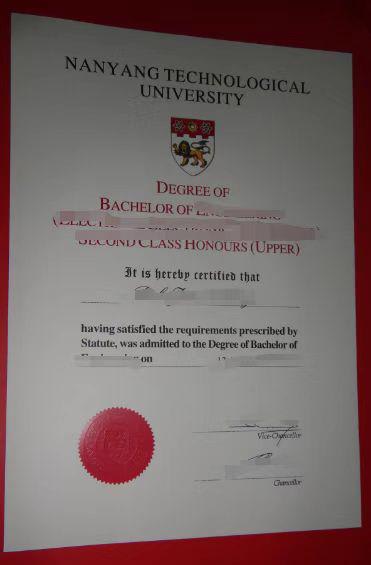 NANYANG TECHNOLOGICAL
UNIVERSITY
DEGREE OF
BACHELOR OF
SECOND CLASS HONOURS (UPPER)
It is hereby certified that
having satisfied the requirements prescribed by
Statute, was admitted to the Degree of Bachelor of
on
Vice-Chancellor
Chancellor